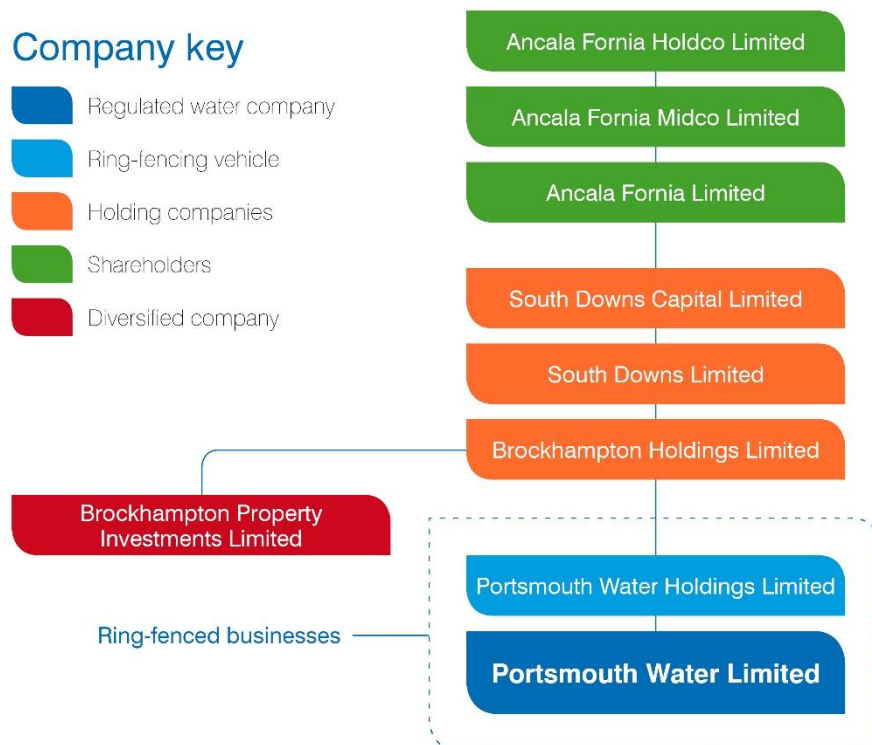 Company key
Regulated water company
Ring-fencing vehicle
Holding companies
Shareholders
Diversified company
Ancala Fornia Holdco Limited
Ancala Fornia Midco Limited
Ancala Fornia Limited
South Downs Capital Limited
South Downs Limited
Brockhampton Holdings Limited
Brockhampton Property
Investments Limited
Portsmouth Water Holdings Limited
Ring-fenced businesses
Portsmouth Water Limited